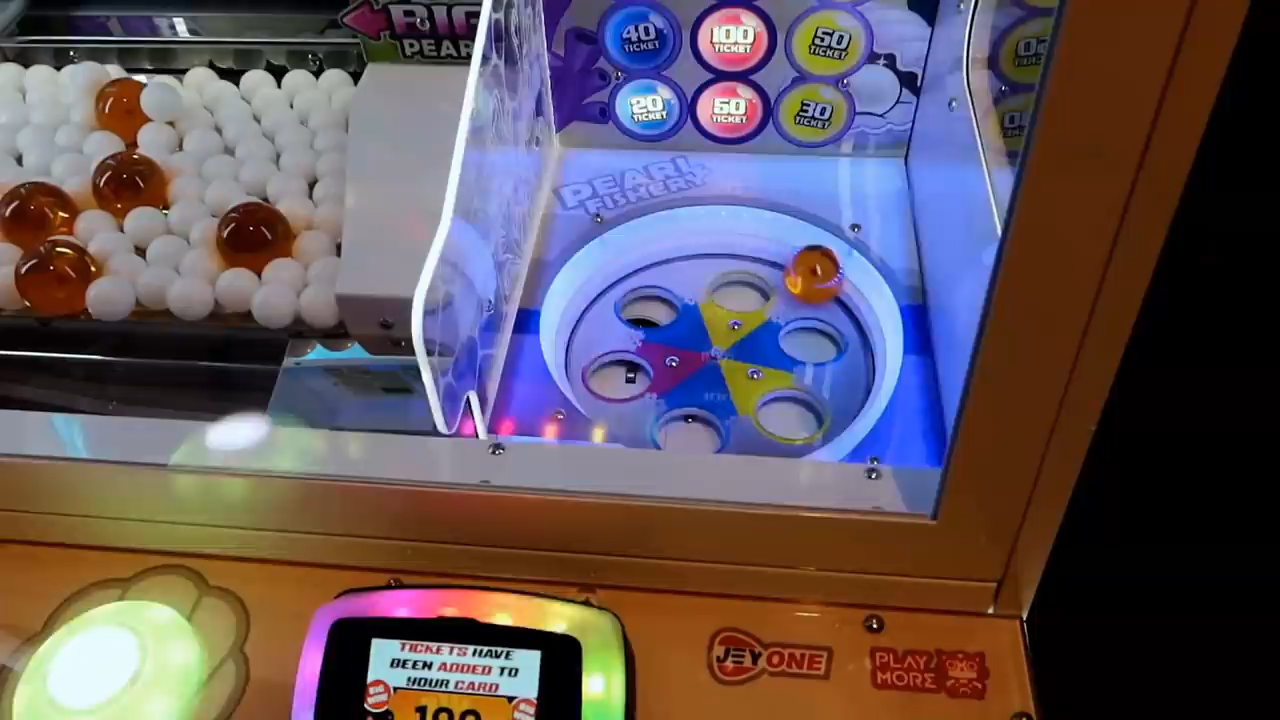 BIG
PEARL
40
TICKET
100
TICKET
50
TICKET
20
TICKET
50
TICKET
30
TICKET
PEARL
FISHERY
TICKETS HAVE
BEEN ADDED TO
YOUR CARD
JEYONE
PLAY
MORE